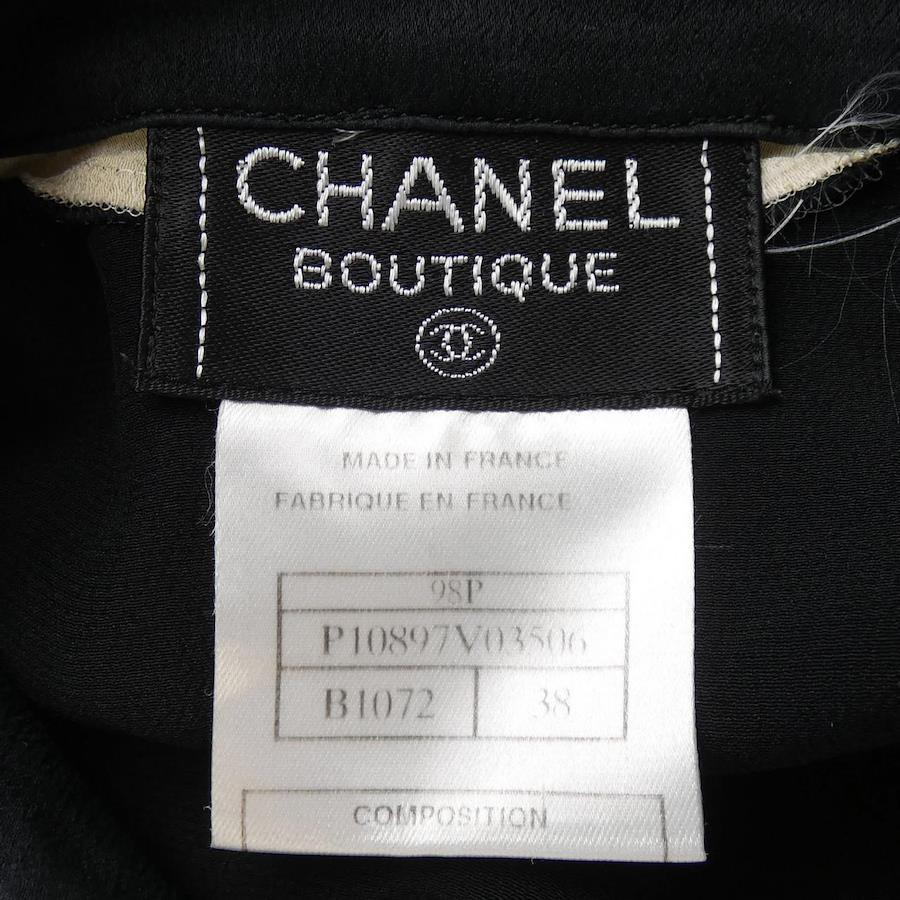 CHANEL
BOUTIQUE
MADE IN FRANCE
FABRIQUE EN FRANCE
98P
P10897V03506
B1072 38
COMPOSITION